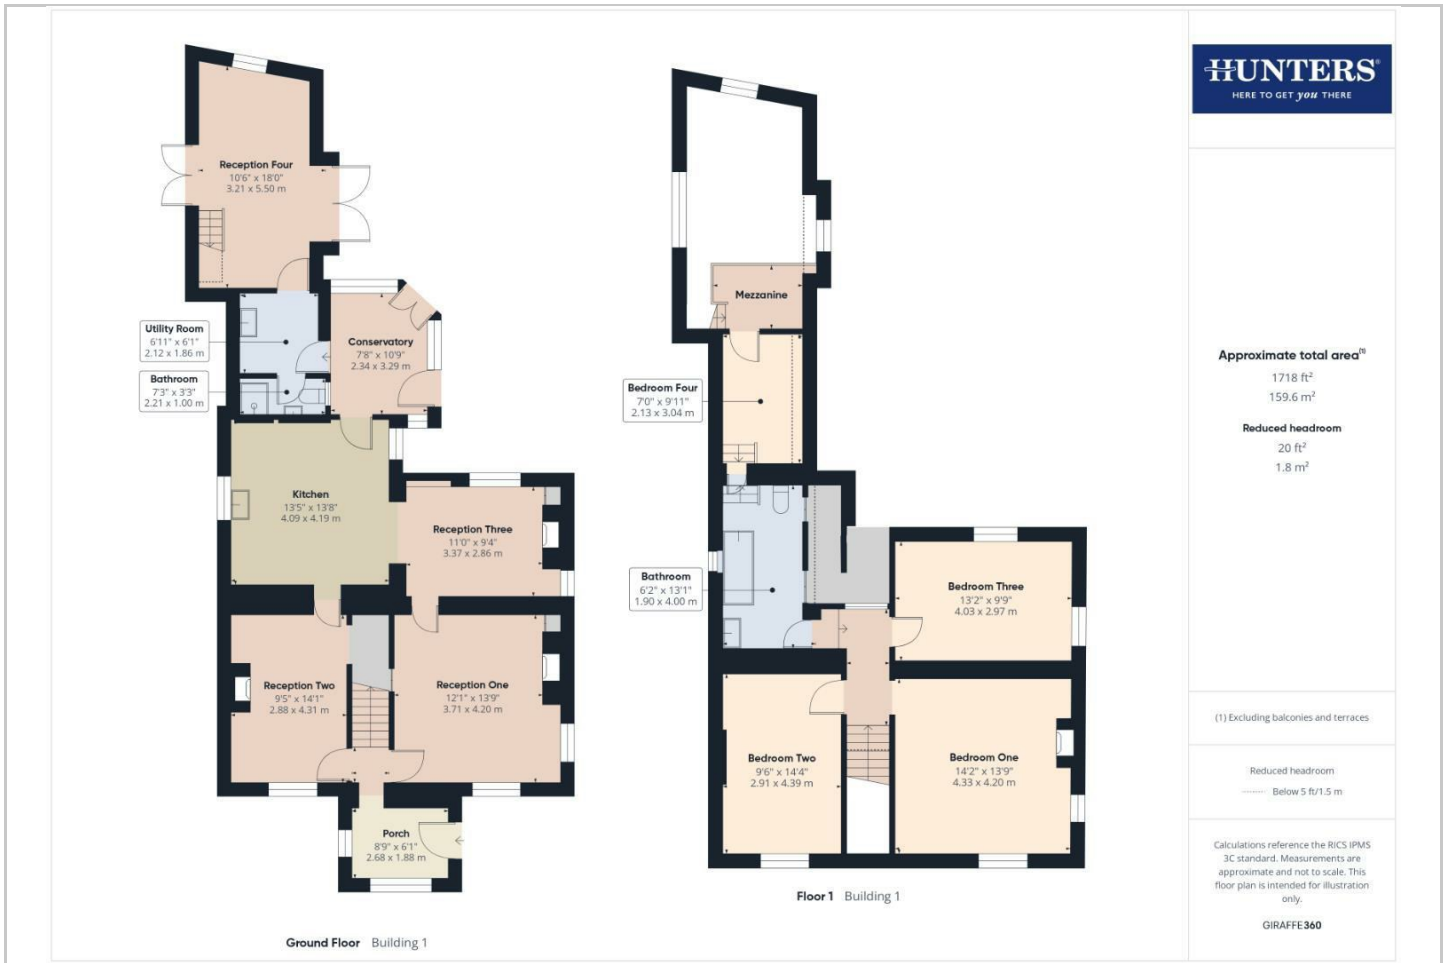 Reception Four
10'6" x 18'0"
3.21 x 5.50 m
Utility Room
6'11" x 6'1"
2.12 x 1.86 m
Bathroom
7'3" x 3'3"
2.21 x 1.00 m
Conservatory
7'8" x 10'9"
2.34 x 3.29 m
Kitchen
13'5" x 13'8"
4.09 x 4.19 m
Reception Three
11'0" x 9'4"
3.37 x 2.86 m
Reception Two
9'5" x 14'1"
2.88 x 4.31 m
Reception One
12'1" x 13'9"
3.71 x 4.20 m
Porch
8'9" x 6'1"
2.68 x 1.88 m
Ground Floor Building 1
Mezzanine
Bedroom Four
7'0" x 9'11"
2.13 x 3.04 m
Bathroom
6'2" x 13'1"
1.90 x 4.00 m
Bedroom Three
13'2" x 9'9"
4.03 x 2.97 m
Bedroom Two
9'6" x 14'4"
2.91 x 4.39 m
Bedroom One
14'2" x 13'9"
4.33 x 4.20 m
Floor 1 Building 1
HUNTERS®
HERE TO GET you THERE
Approximate total area⁽¹⁾
1718 ft²
159.6 m²
Reduced headroom
20 ft²
1.8 m²
(1) Excluding balconies and terraces
Reduced headroom
Below 5 ft/1.5 m
Calculations reference the RICS IPMS
3C standard. Measurements are
approximate and not to scale. This
floor plan is intended for illustration
only.
GIRAFFE360